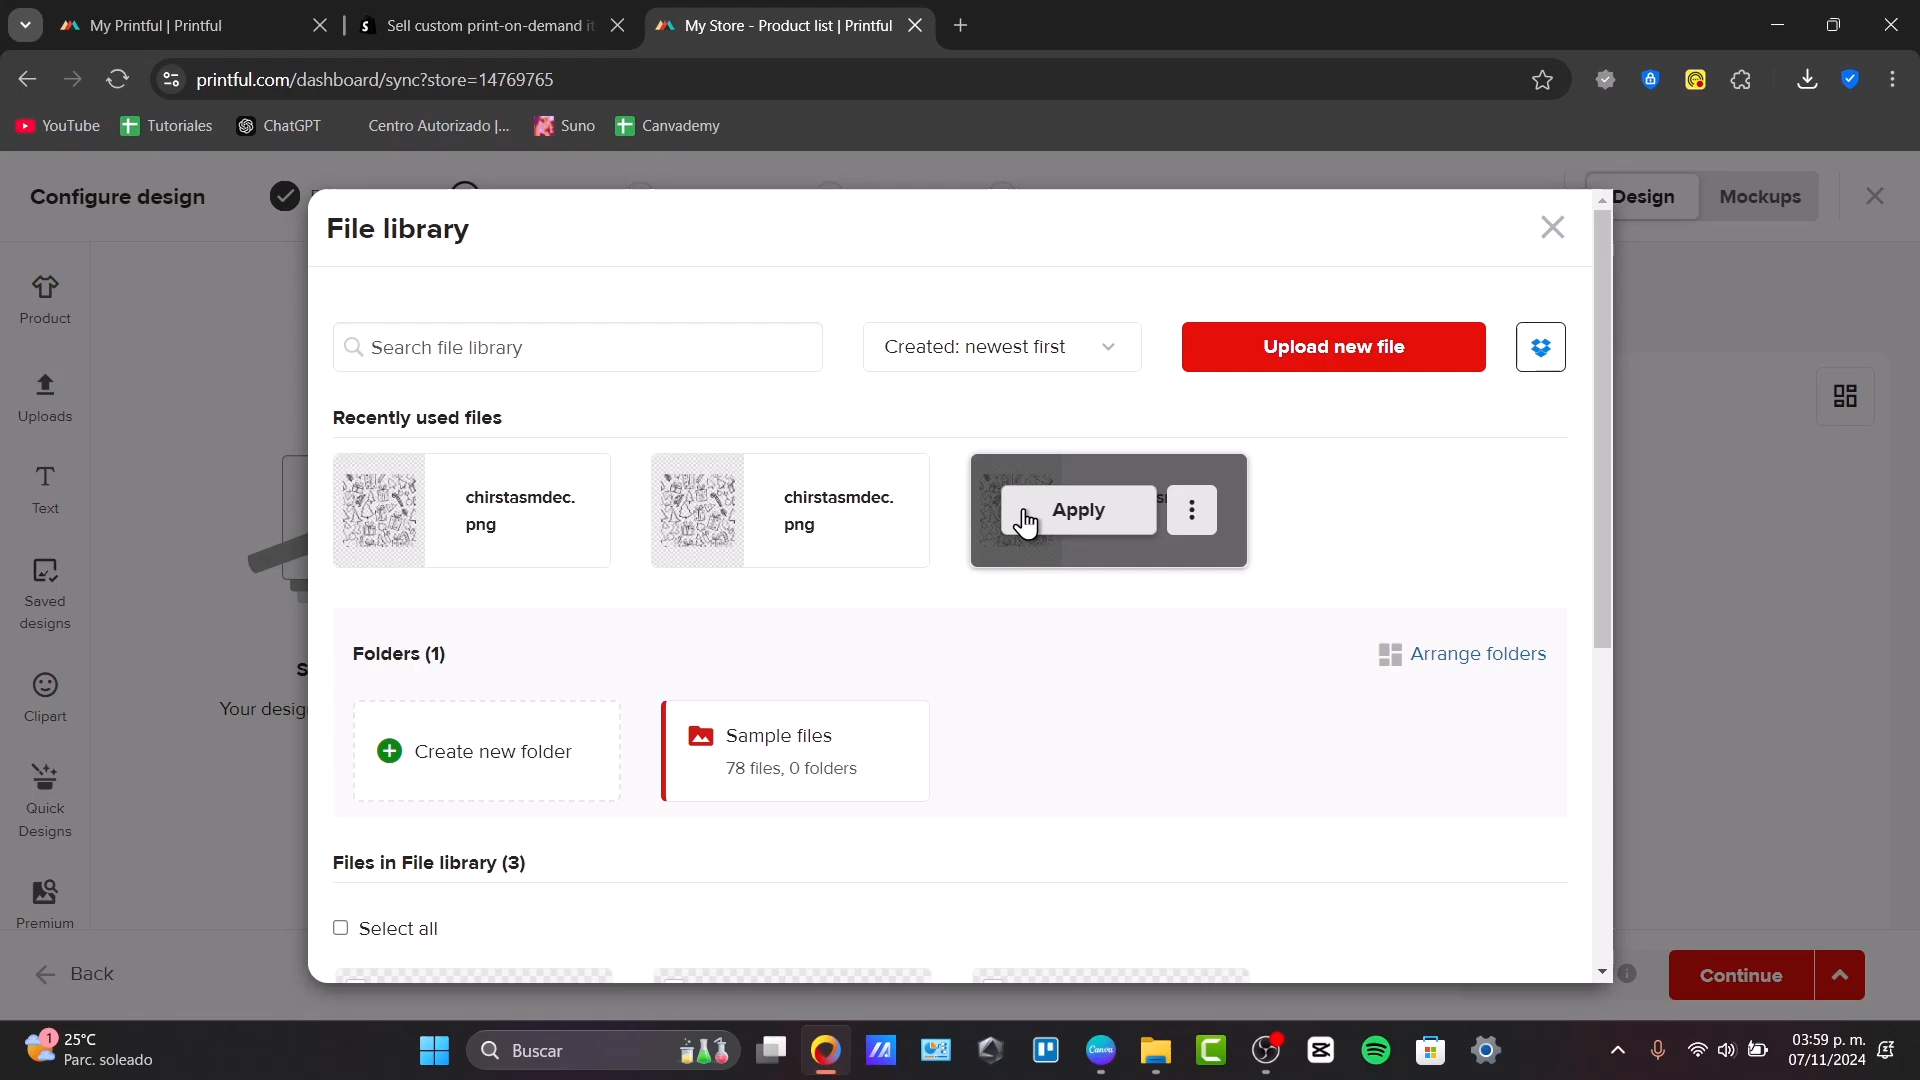 My Printful | Printful
Sell custom print-on-demand it
My Store - Product list | Printful
printful.com/dashboard/sync?store=14769765
YouTube
Tutoriales
ChatGPT
Centro Autorizado |...
Suno
Canvademy
Configure design
Design
Mockups
File library
Search file library
Created: newest first
Upload new file
Recently used files
chirstasmdec.
png
chirstasmdec.
png
Apply
Folders (1)
Arrange folders
Create new folder
Sample files
78 files, 0 folders
Files in File library (3)
Select all
Product
Uploads
Text
Saved
designs
Clipart
Quick
Designs
Premium
Your desig
Back
Continue
1
25°C
Parc. soleado
Buscar
Canva
03:59 p. m.
07/11/2024